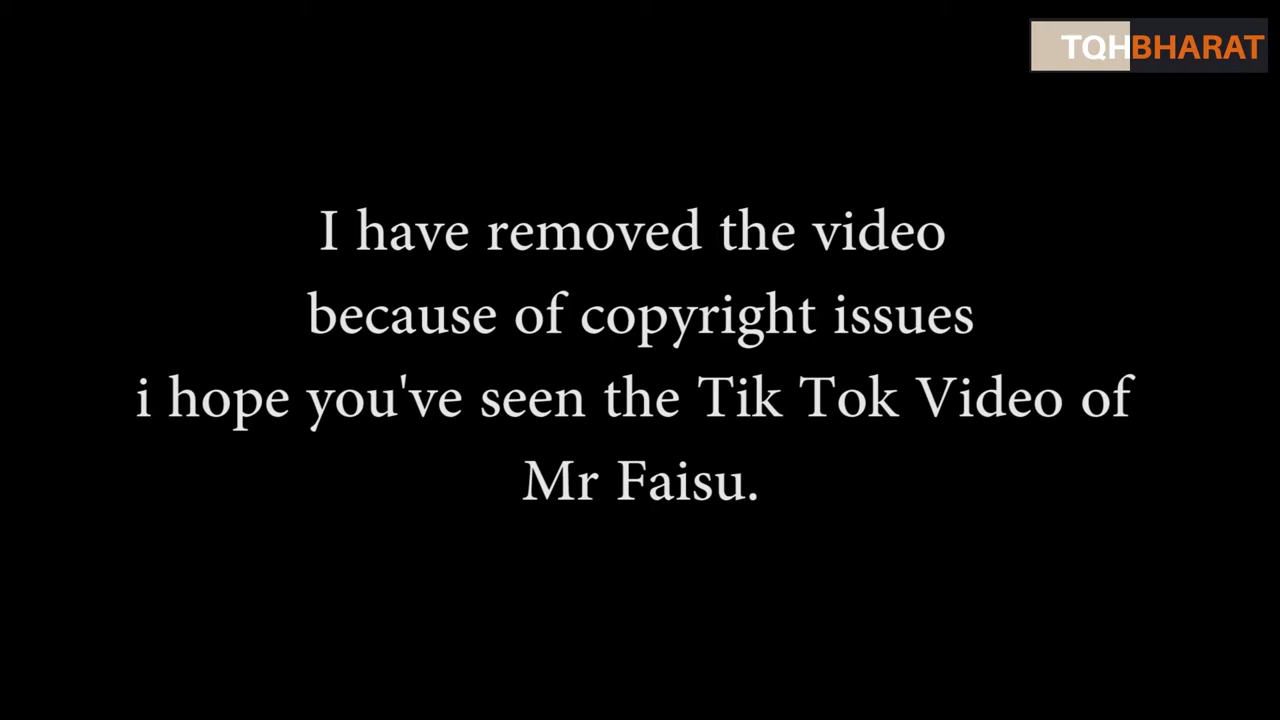 TQHBHARAT
I have removed the video
because of copyright issues
i hope you've seen the Tik Tok Video of
Mr Faisu.